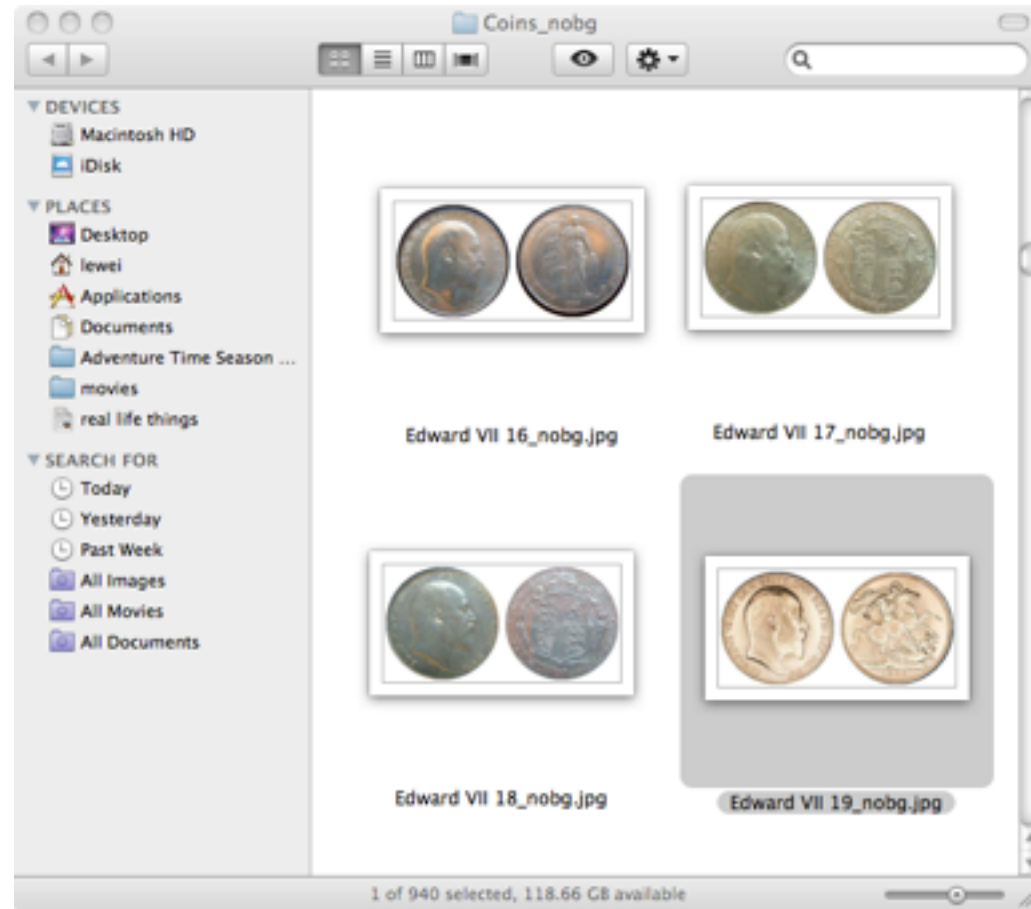 Coins_nobg
DEVICES
Macintosh HD
iDisk
PLACES
Desktop
lewei
Applications
Documents
Adventure Time Season ...
movies
real life things
SEARCH FOR
Today
Yesterday
Past Week
All Images
All Movies
All Documents
Edward VII 16_nobg.jpg
Edward VII 17_nobg.jpg
Edward VII 18_nobg.jpg
Edward VII 19_nobg.jpg
1 of 940 selected, 118.66 GB available